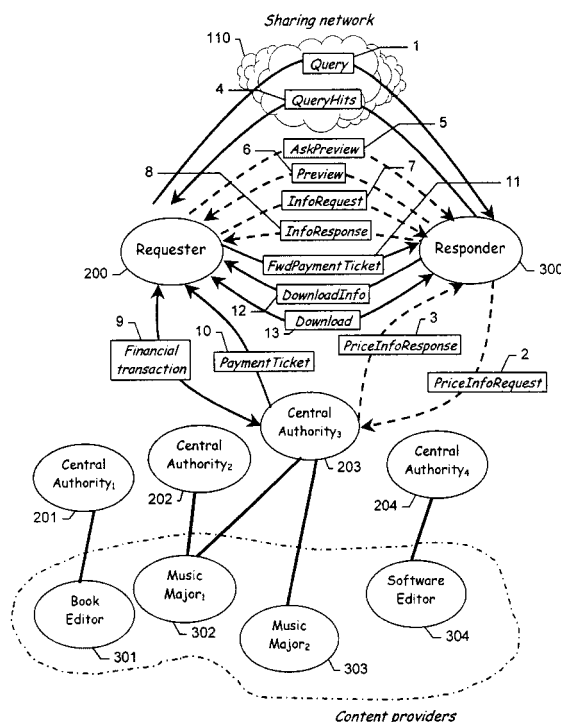 Sharing network
110
1
Query
4
QueryHits
5
AskPreview
6
Preview
7
8
InfoRequest
11
InfoResponse
Requester
Responder
200
FwdPaymentTicket
300
DownloadInfo
12
Download
13
9
10
3
Financial
transaction
PaymentTicket
PriceInfoResponse
2
PriceInfoRequest
Central
Authority3
203
Central
Authority1
201
Central
Authority2
202
Central
Authority4
204
Book
Editor
301
Music
Major1
302
Music
Major2
303
Software
Editor
304
Content providers